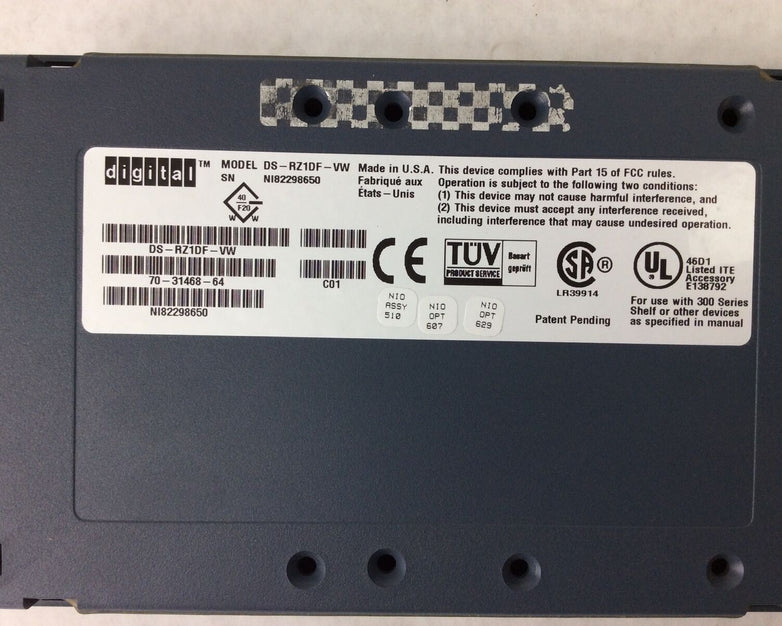 digital™
MODEL DS-RZ1DF-VW
SN NI82298650
40
F20
W W
Made in U.S.A.
Fabriqué aux
États-Unis
This device complies with Part 15 of FCC rules.
Operation is subject to the following two conditions:
(1) This device may not cause harmful interference, and
(2) This device must accept any interference received,
including interference that may cause undesired operation.
DS-RZ1DF-VW
70-31468-64
C01
NI82298650
CE
TÜV
PRODUCT SERVICE
Bauart
geprüft
SA ®
LR39914
UL ®
46D1
Listed ITE
Accessory
E138792
NIO
ASSY
510
NIO
OPT
607
NIO
OPT
629
Patent Pending
For use with 300 Series
Shelf or other devices
as specified in manual